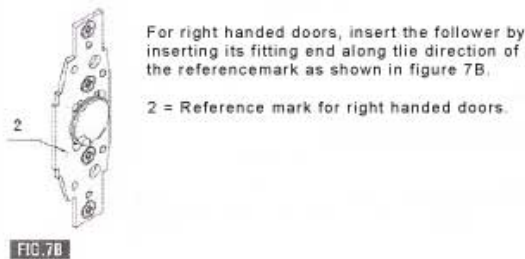 For right handed doors, insert the follower by
inserting its fitting end along tlie direction of
the referencemark as shown in figure 7B.
2 = Reference mark for right handed doors.
2
FIG.7B